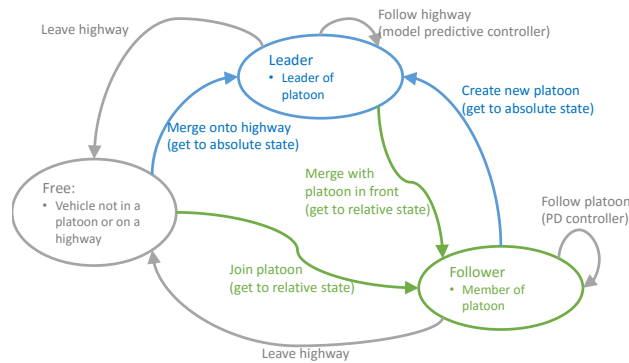 Leave highway
Follow highway
(model predictive controller)
Leader
• Leader of
platoon
Create new platoon
(get to absolute state)
Merge onto highway
(get to absolute state)
Merge with
platoon in front
(get to relative state)
Free:
• Vehicle not in a
platoon or on a
highway
Follow platoon
(PD controller)
Join platoon
(get to relative state)
Follower
• Member of
platoon
Leave highway